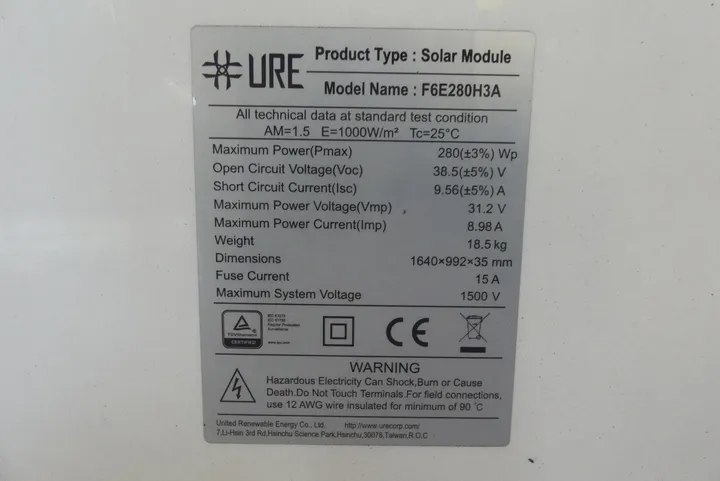 URE
Product Type : Solar Module
Model Name : F6E280H3A
All technical data at standard test condition
AM=1.5 E=1000W/m² Tc=25°C
Maximum Power(Pmax) 280(±3%) Wp
Open Circuit Voltage(Voc) 38.5(±5%) V
Short Circuit Current(Isc) 9.56(±5%) A
Maximum Power Voltage(Vmp) 31.2 V
Maximum Power Current(Imp) 8.98 A
Weight 18.5 kg
Dimensions 1640×992×35 mm
Fuse Current 15 A
Maximum System Voltage 1500 V
TÜVRheinland
CERTIFIED
Regular Production
Surveillance
CE
WARNING
Hazardous Electricity Can Shock,Burn or Cause
Death.Do Not Touch Terminals.For field connections,
use 12 AWG wire insulated for minimum of 90 ℃
United Renewable Energy Co., Ltd. http://www.urecorp.com/
7,Li-Hsin 3rd Rd,Hsinchu Science Park,Hsinchu,30078,Taiwan,R.O.C